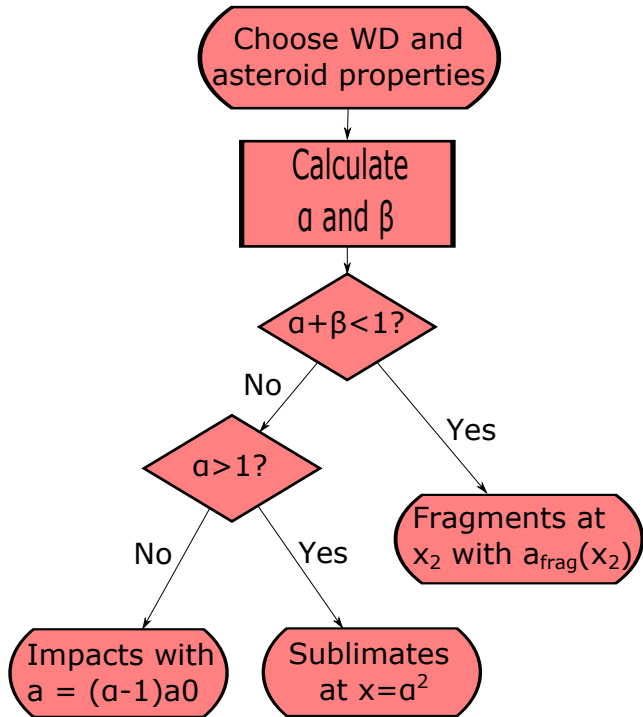 Choose WD and
asteroid properties
Calculate
α and β
α+β<1?
No
Yes
α>1?
Fragments at
x₂ with a_frag(x₂)
No
Yes
Impacts with
a = (α-1)a0
Sublimates
at x=α²